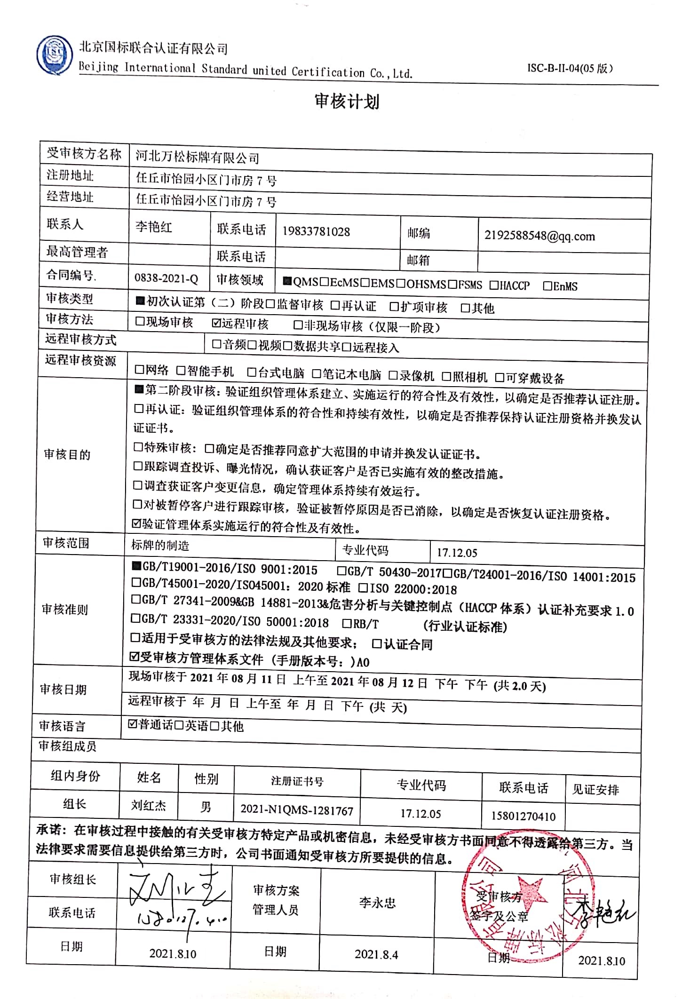 北京国标联合认证有限公司
Beijing International Standard united Certification Co.,Ltd.
ISC-B-II-04(05 版）
审核计划
受审核方名称 河北万松标牌有限公司
注册地址 任丘市怡园小区门市房 7 号
经营地址 任丘市怡园小区门市房 7 号
联系人 李艳红 联系电话 19833781028 邮编 2192588548@qq.com
最高管理者 联系电话 邮箱
合同编号. 0838-2021-Q 审核领域 ■QMS□EcMS□EMS□OHSMS□FSMS □HACCP □EnMS
审核类型 ■初次认证第（二）阶段□监督审核 □再认证 □扩项审核 □其他
审核方法 □现场审核 ☑远程审核 □非现场审核（仅限一阶段）
远程审核方式 □音频□视频□数据共享□远程接入
远程审核资源 □网络 □智能手机 □台式电脑 □笔记本电脑 □录像机 □照相机 □可穿戴设备
审核目的
■第二阶段审核：验证组织管理体系建立、实施运行的符合性及有效性，以确定是否推荐认证注册。
□再认证：验证组织管理体系的符合性和持续有效性，以确定是否推荐保持认证注册资格并换发认
证证书。
□特殊审核：□确定是否推荐同意扩大范围的申请并换发认证证书。
□跟踪调查投诉、曝光情况，确认获证客户是否已实施有效的整改措施。
□调查获证客户变更信息，确定管理体系持续有效运行。
□对被暂停客户进行跟踪审核，验证被暂停原因是否已消除，以确定是否恢复认证注册资格。
☑验证管理体系实施运行的符合性及有效性。
审核范围 标牌的制造 专业代码 17.12.05
审核准则
■GB/T19001-2016/ISO 9001:2015 □GB/T 50430-2017□GB/T24001-2016/ISO 14001:2015
□GB/T45001-2020/ISO45001：2020 标准 □ISO 22000:2018
□GB/T 27341-2009&GB 14881-2013&危害分析与关键控制点（HACCP 体系）认证补充要求 1.0
□GB/T 23331-2020/ISO 50001:2018 □RB/T (行业认证标准)
□适用于受审核方的法律法规及其他要求； □认证合同
☑受审核方管理体系文件（手册版本号：)A0
审核日期
现场审核于 2021 年 08 月 11 日 上午至 2021 年 08 月 12 日 下午 下午 (共 2.0 天)
远程审核于 年 月 日 上午至 年 月 日 下午 (共 天)
审核语言 ☑普通话□英语□其他
审核组成员
组内身份 姓名 性别 注册证书号 专业代码 联系电话 见证安排
组长 刘红杰 男 2021-N1QMS-1281767 17.12.05 15801270410
承诺：在审核过程中接触的有关受审核方特定产品或机密信息，未经受审核方书面同意不得透露给第三方。当
法律要求需要信息提供给第三方时，公司书面通知受审核方所要提供的信息。
审核组长
审核方案
管理人员
李永忠
受审核方
签字及公章
李艳红
河北万松标牌有限公司
联系电话
日期 2021.8.10 日期 2021.8.4 日期 2021.8.10